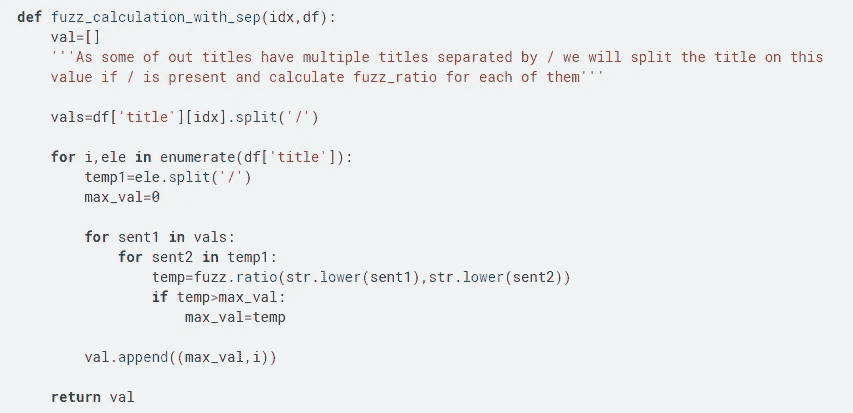 def fuzz_calculation_with_sep(idx,df):
    val=[]
    '''As some of out titles have multiple titles separated by / we will split the title on this
    value if / is present and calculate fuzz_ratio for each of them'''
    vals=df['title'][idx].split('/')
    for i,ele in enumerate(df['title']):
        temp1=ele.split('/')
        max_val=0
        for sent1 in vals:
            for sent2 in temp1:
                temp=fuzz.ratio(str.lower(sent1),str.lower(sent2))
                if temp>max_val:
                    max_val=temp
        val.append((max_val,i))
    return val